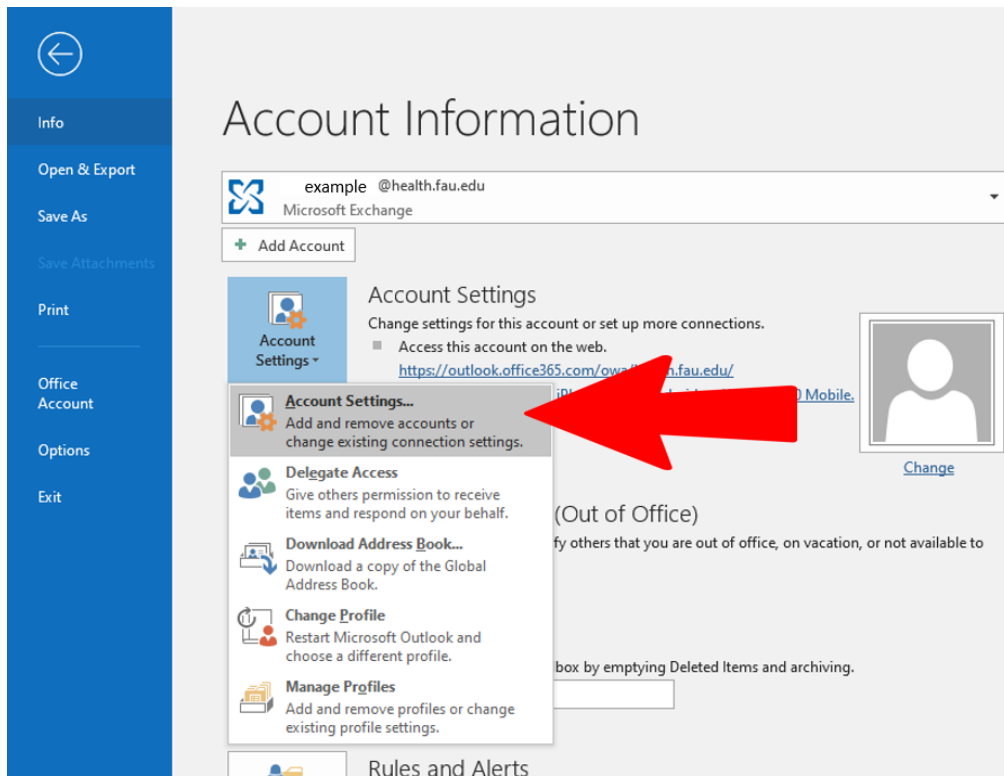 Info
Open & Export
Save As
Save Attachments
Print
Office
Account
Options
Exit
Account Information
example @health.fau.edu
Microsoft Exchange
Add Account
Account
Settings
Account Settings
Change settings for this account or set up more connections.
Access this account on the web.
https://outlook.office365.com/owa/ h.fau.edu/
0 Mobile.
Change
Account Settings...
Add and remove accounts or
change existing connection settings.
Delegate Access
Give others permission to receive
items and respond on your behalf.
Download Address Book...
Download a copy of the Global
Address Book.
Change Profile
Restart Microsoft Outlook and
choose a different profile.
Manage Profiles
Add and remove profiles or change
existing profile settings.
(Out of Office)
fy others that you are out of office, on vacation, or not available to
box by emptying Deleted Items and archiving.
Rules and Alerts